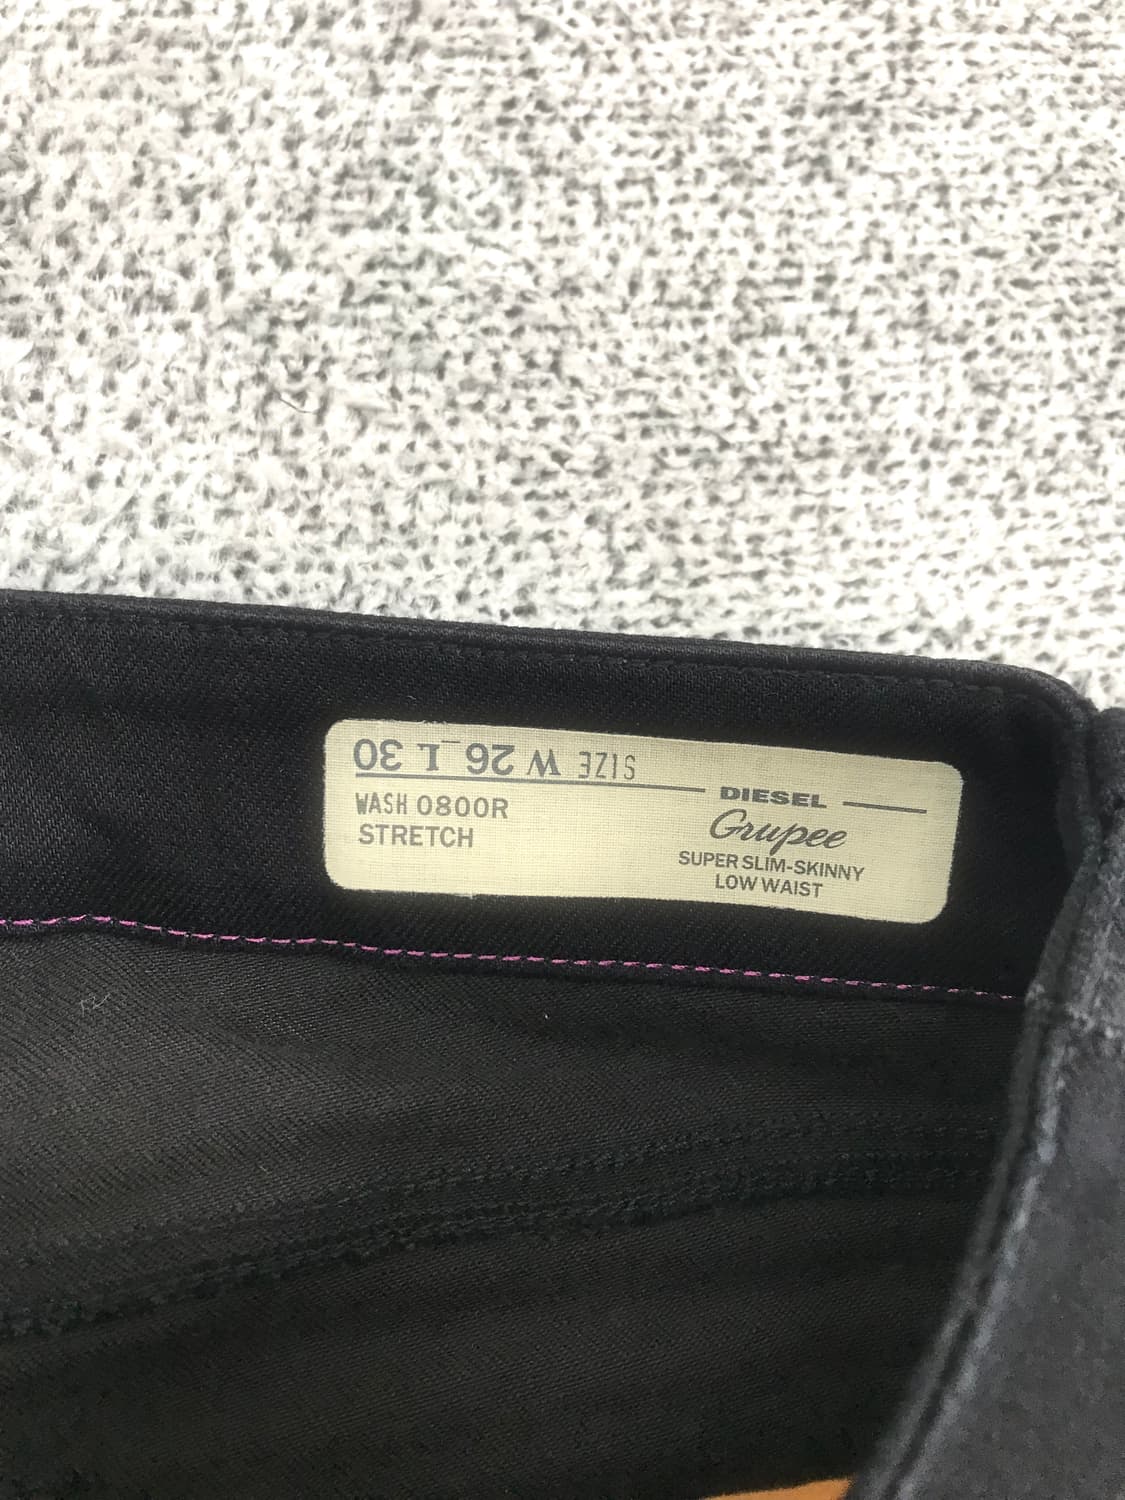 SIZE W 26 L 30
DIESEL
WASH 0800R
STRETCH
Grupee
SUPER SLIM-SKINNY
LOW WAIST